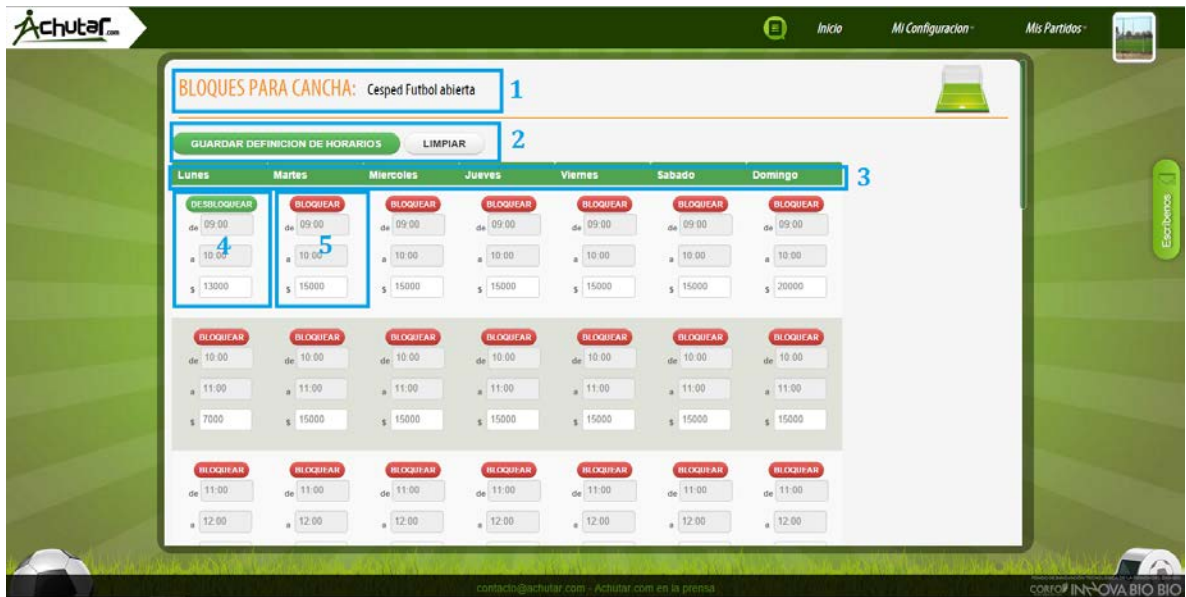 Achutar.com
Inicio Mi Configuracion Mis Partidos
BLOQUES PARA CANCHA: Cesped Futbol abierta 1
GUARDAR DEFINICION DE HORARIOS LIMPIAR 2
Lunes Martes Miercoles Jueves Viernes Sabado Domingo 3
DESBLOQUEAR BLOQUEAR BLOQUEAR BLOQUEAR BLOQUEAR BLOQUEAR BLOQUEAR
de 09:00 de 09:00 de 09:00 de 09:00 de 09:00 de 09:00 de 09:00
4 5
a 10:00 a 10:00 a 10:00 a 10:00 a 10:00 a 10:00 a 10:00
$ 13000 $ 15000 $ 15000 $ 15000 $ 15000 $ 15000 $ 20000
BLOQUEAR BLOQUEAR BLOQUEAR BLOQUEAR BLOQUEAR BLOQUEAR BLOQUEAR
de 10:00 de 10:00 de 10:00 de 10:00 de 10:00 de 10:00 de 10:00
a 11:00 a 11:00 a 11:00 a 11:00 a 11:00 a 11:00 a 11:00
$ 7000 $ 15000 $ 15000 $ 15000 $ 15000 $ 15000 $ 15000
BLOQUEAR BLOQUEAR BLOQUEAR BLOQUEAR BLOQUEAR BLOQUEAR BLOQUEAR
de 11:00 de 11:00 de 11:00 de 11:00 de 11:00 de 11:00 de 11:00
a 12:00 a 12:00 a 12:00 a 12:00 a 12:00 a 12:00 a 12:00
Escribenos
contacto@achutar.com - Achutar.com en la prensa
CORFO INNOVA BIO BIO